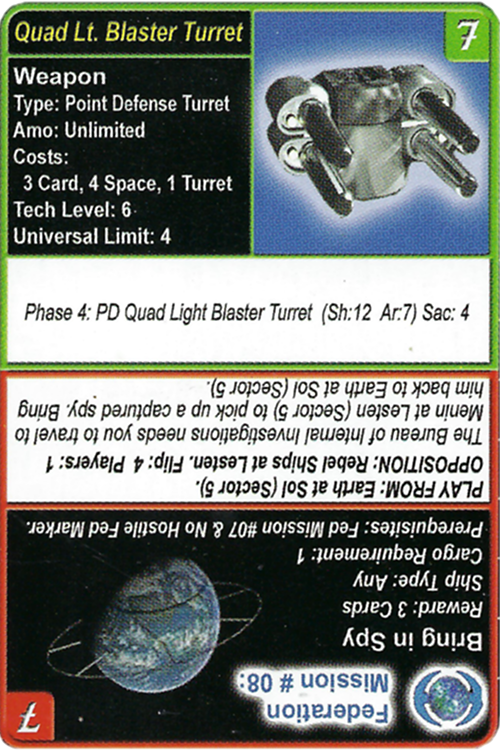 Quad Lt. Blaster Turret
7
Weapon
Type: Point Defense Turret
Amo: Unlimited
Costs:
3 Card, 4 Space, 1 Turret
Tech Level: 6
Universal Limit: 4
Phase 4: PD Quad Light Blaster Turret (Sh:12 Ar:7) Sac: 4
Federation
Mission # 08:
7
Bring in Spy
Reward: 3 Cards
Ship Type: Any
Cargo Requirement: 1
Prerequisites: Fed Mission #07 & No Hostile Fed Marker.
PLAY FROM: Earth at Sol (Sector 5).
OPPOSITION: Rebel Ships at Lesten. Flip: 4 Players: 1
The Bureau of Internal Investigations needs you to travel to
Menin at Lesten (Sector 5) to pick up a captured spy. Bring
him back to Earth at Sol (Sector 5).